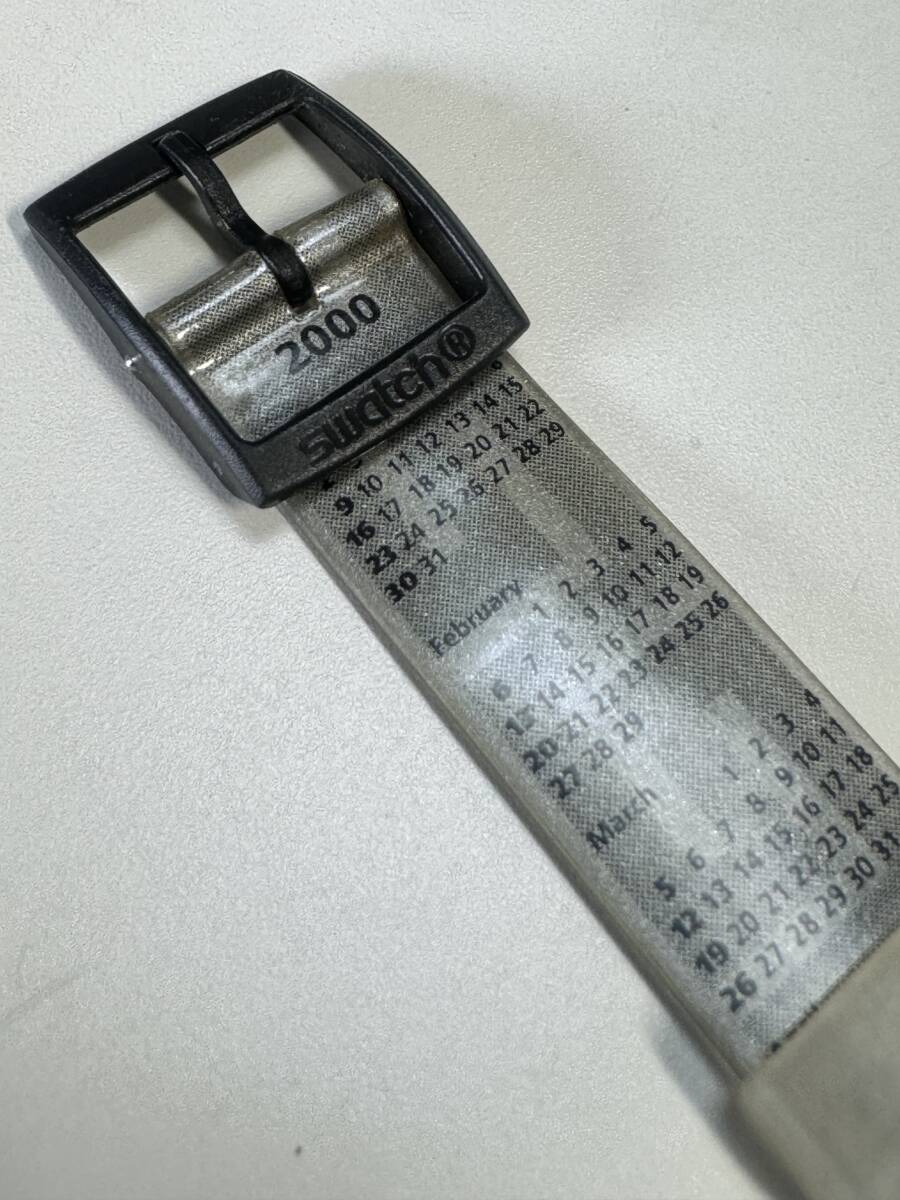 2000
swatch®
9 10 11 12 13 14 15
16 17 18 19 20 21 22
23 24 25 26 27 28 29
30 31
February
1 2 3 4 5
6 7 8 9 10 11 12
13 14 15 16 17 18 19
20 21 22 23 24 25 26
27 28 29
March
1 2 3 4
5 6 7 8 9 10 11
12 13 14 15 16 17 18
19 20 21 22 23 24 25
26 27 28 29 30 31